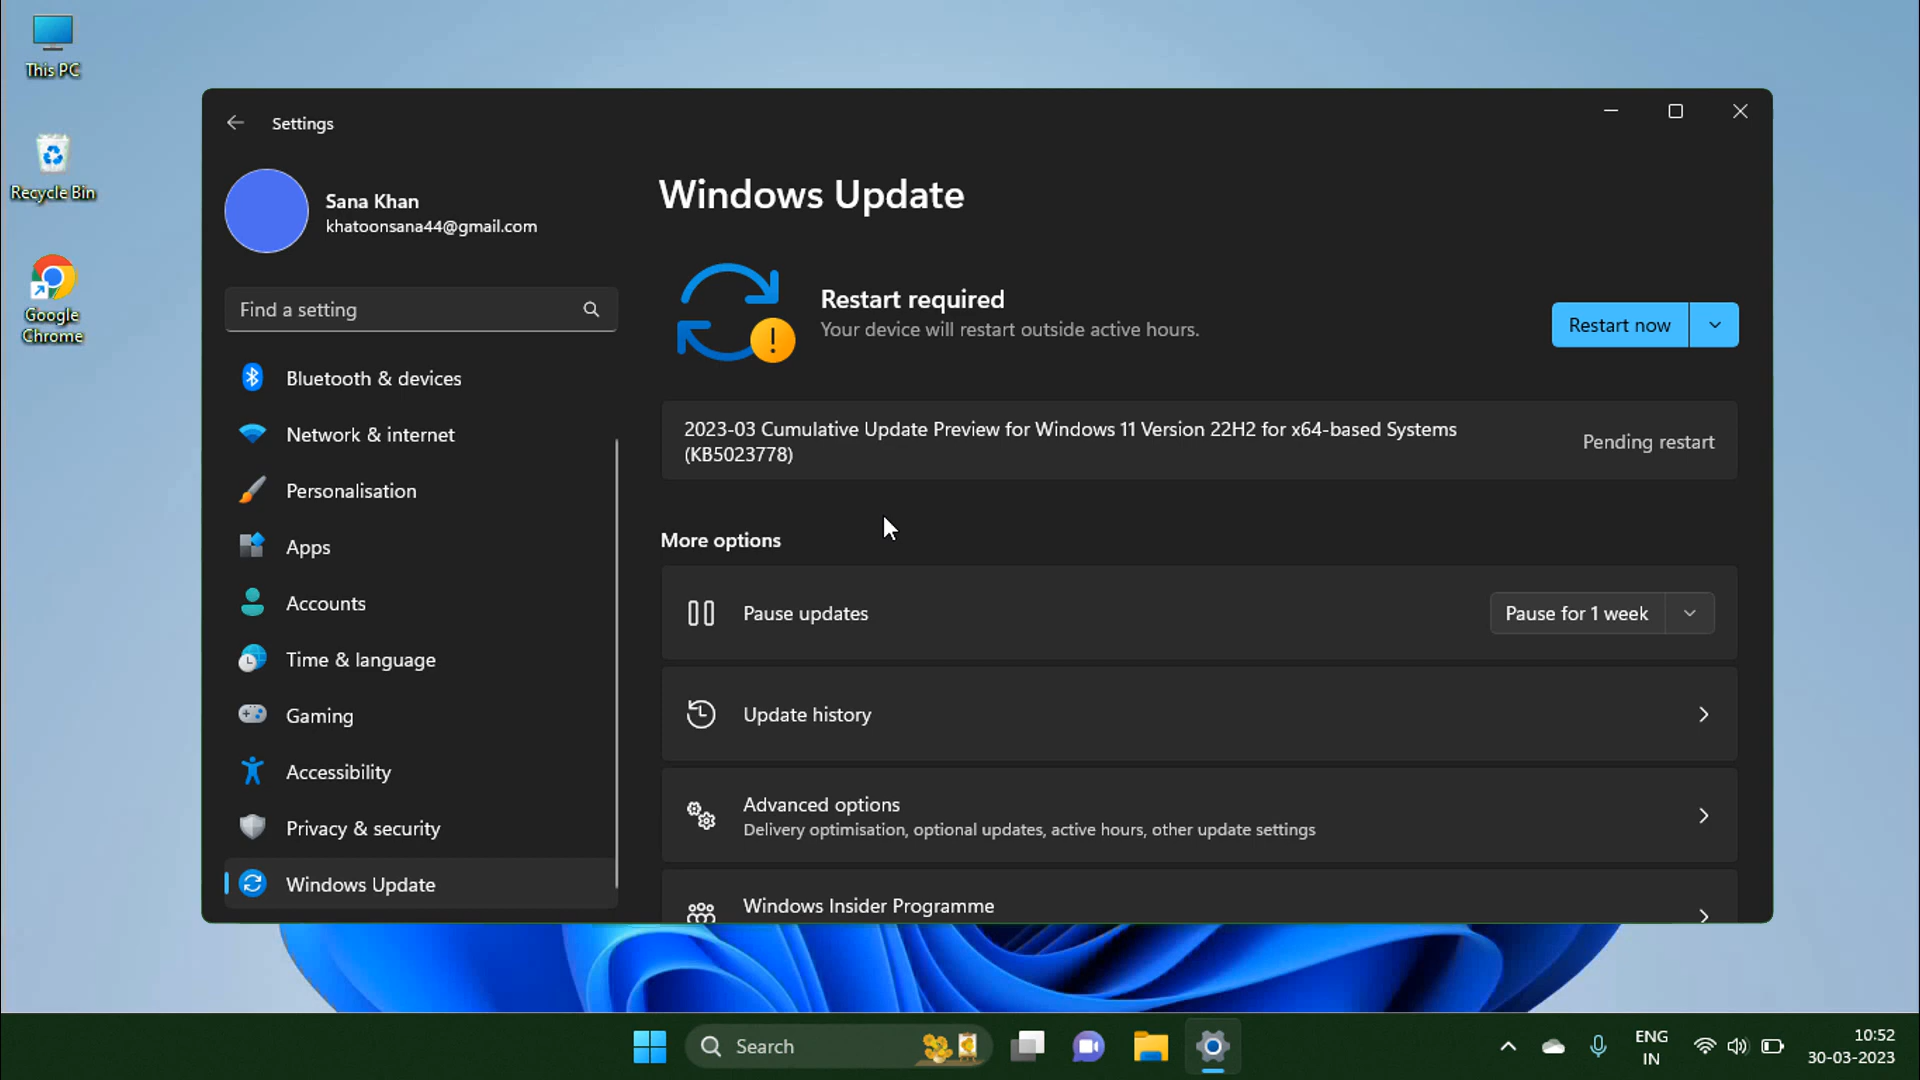 This PC
Recycle Bin
Google
Chrome
Settings
Sana Khan
khatoonsana44@gmail.com
Find a setting
Bluetooth & devices
Network & internet
Personalisation
Apps
Accounts
Time & language
Gaming
Accessibility
Privacy & security
Windows Update
Windows Update
Restart required
Your device will restart outside active hours.
Restart now
2023-03 Cumulative Update Preview for Windows 11 Version 22H2 for x64-based Systems
(KB5023778)
Pending restart
More options
Pause updates
Pause for 1 week
Update history
Advanced options
Delivery optimisation, optional updates, active hours, other update settings
Windows Insider Programme
Search
ENG
IN
10:52
30-03-2023